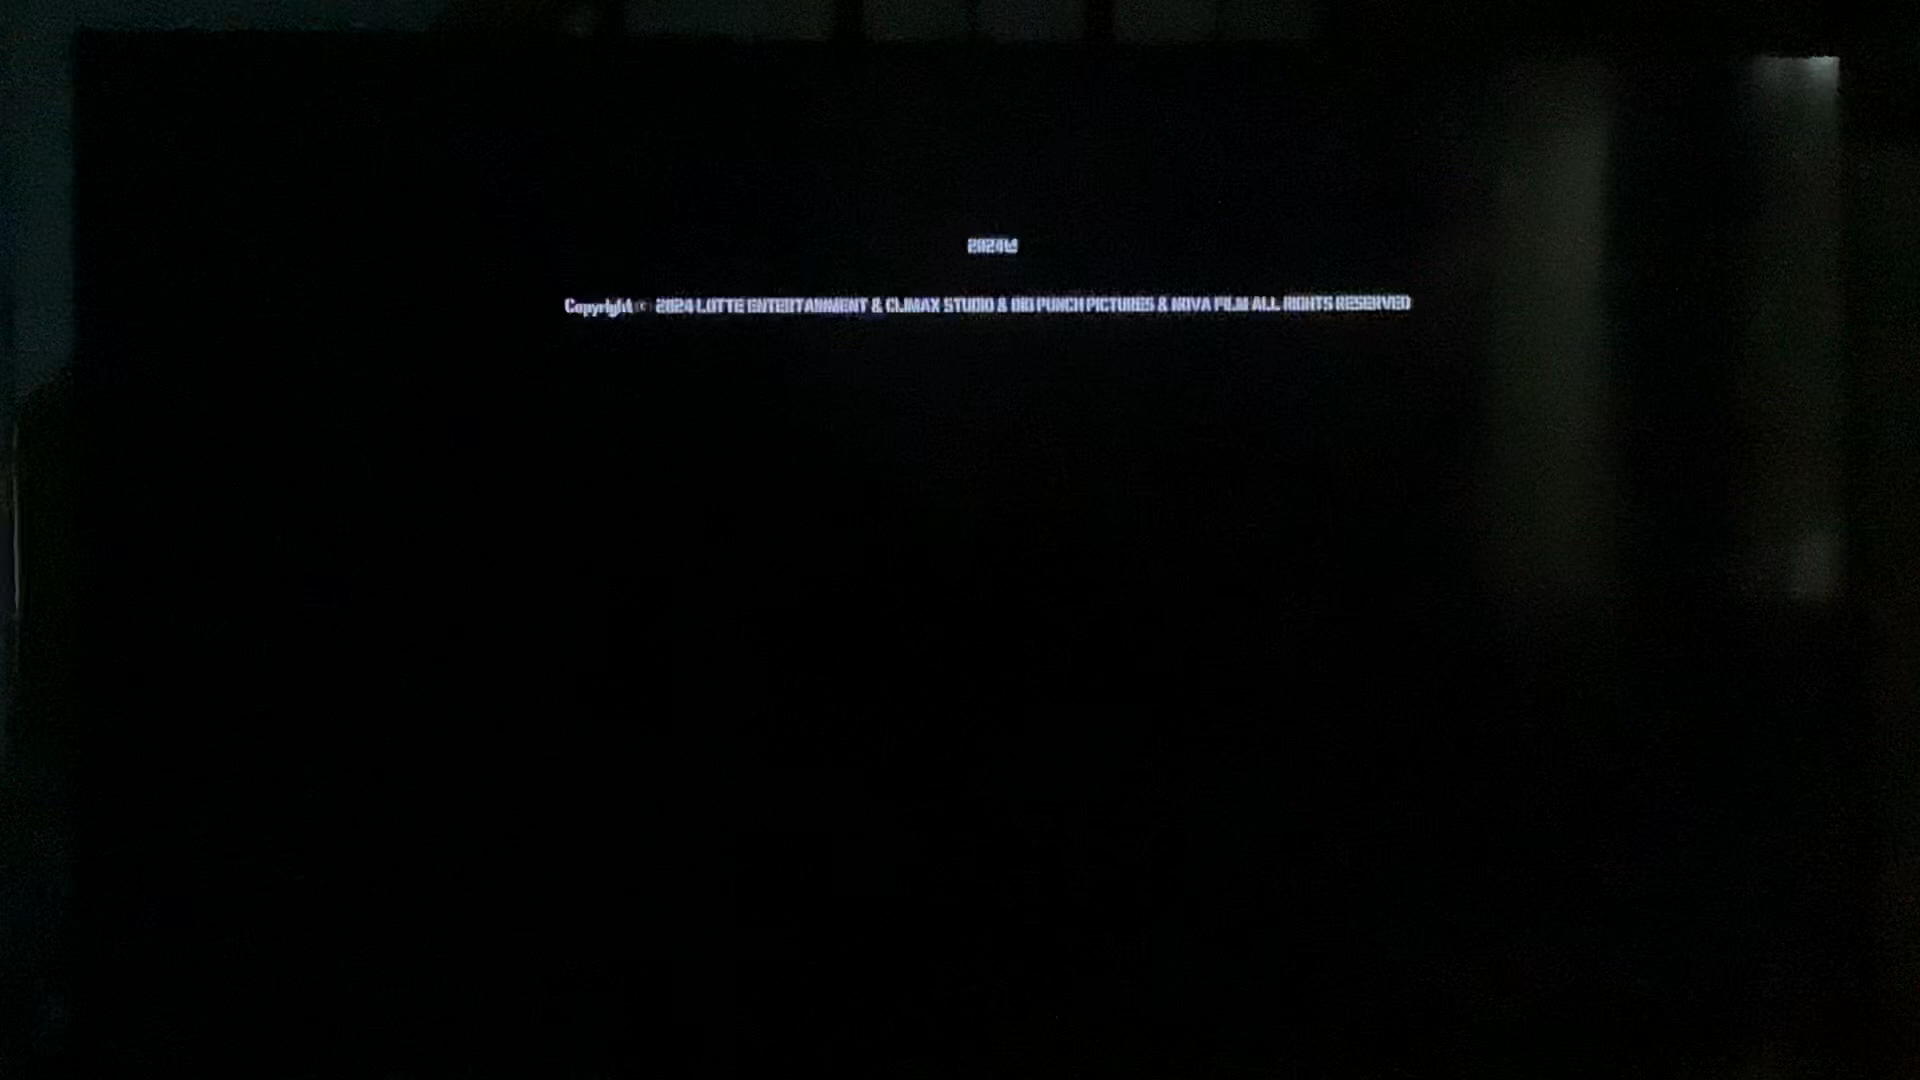 2024년
Copyright © 2024 LOTTE ENTERTAINMENT & CLIMAX STUDIO & BIG PUNCH PICTURES & NOVA FILM ALL RIGHTS RESERVED